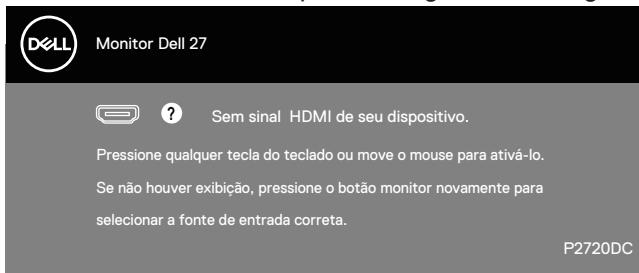 DELL
Monitor Dell 27
? Sem sinal HDMI de seu dispositivo.
Pressione qualquer tecla do teclado ou move o mouse para ativá-lo.
Se não houver exibição, pressione o botão monitor novamente para
selecionar a fonte de entrada correta.
P2720DC